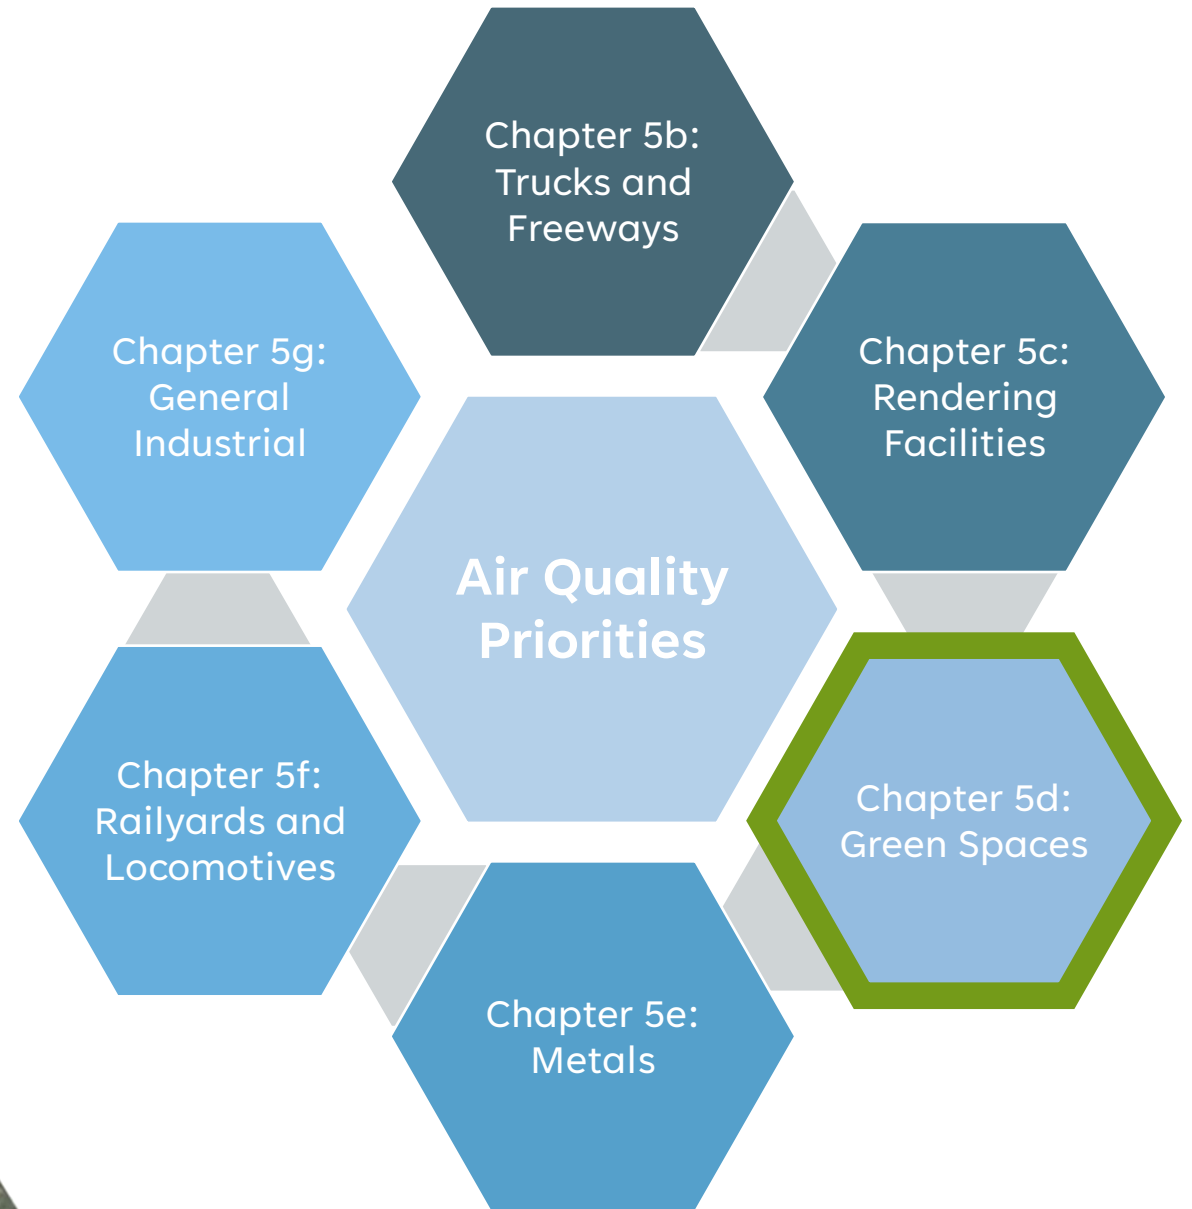 Chapter 5b:
Trucks and
Freeways
Chapter 5g:
General
Industrial
Chapter 5c:
Rendering
Facilities
Air Quality
Priorities
Chapter 5f:
Railyards and
Locomotives
Chapter 5d:
Green Spaces
Chapter 5e:
Metals